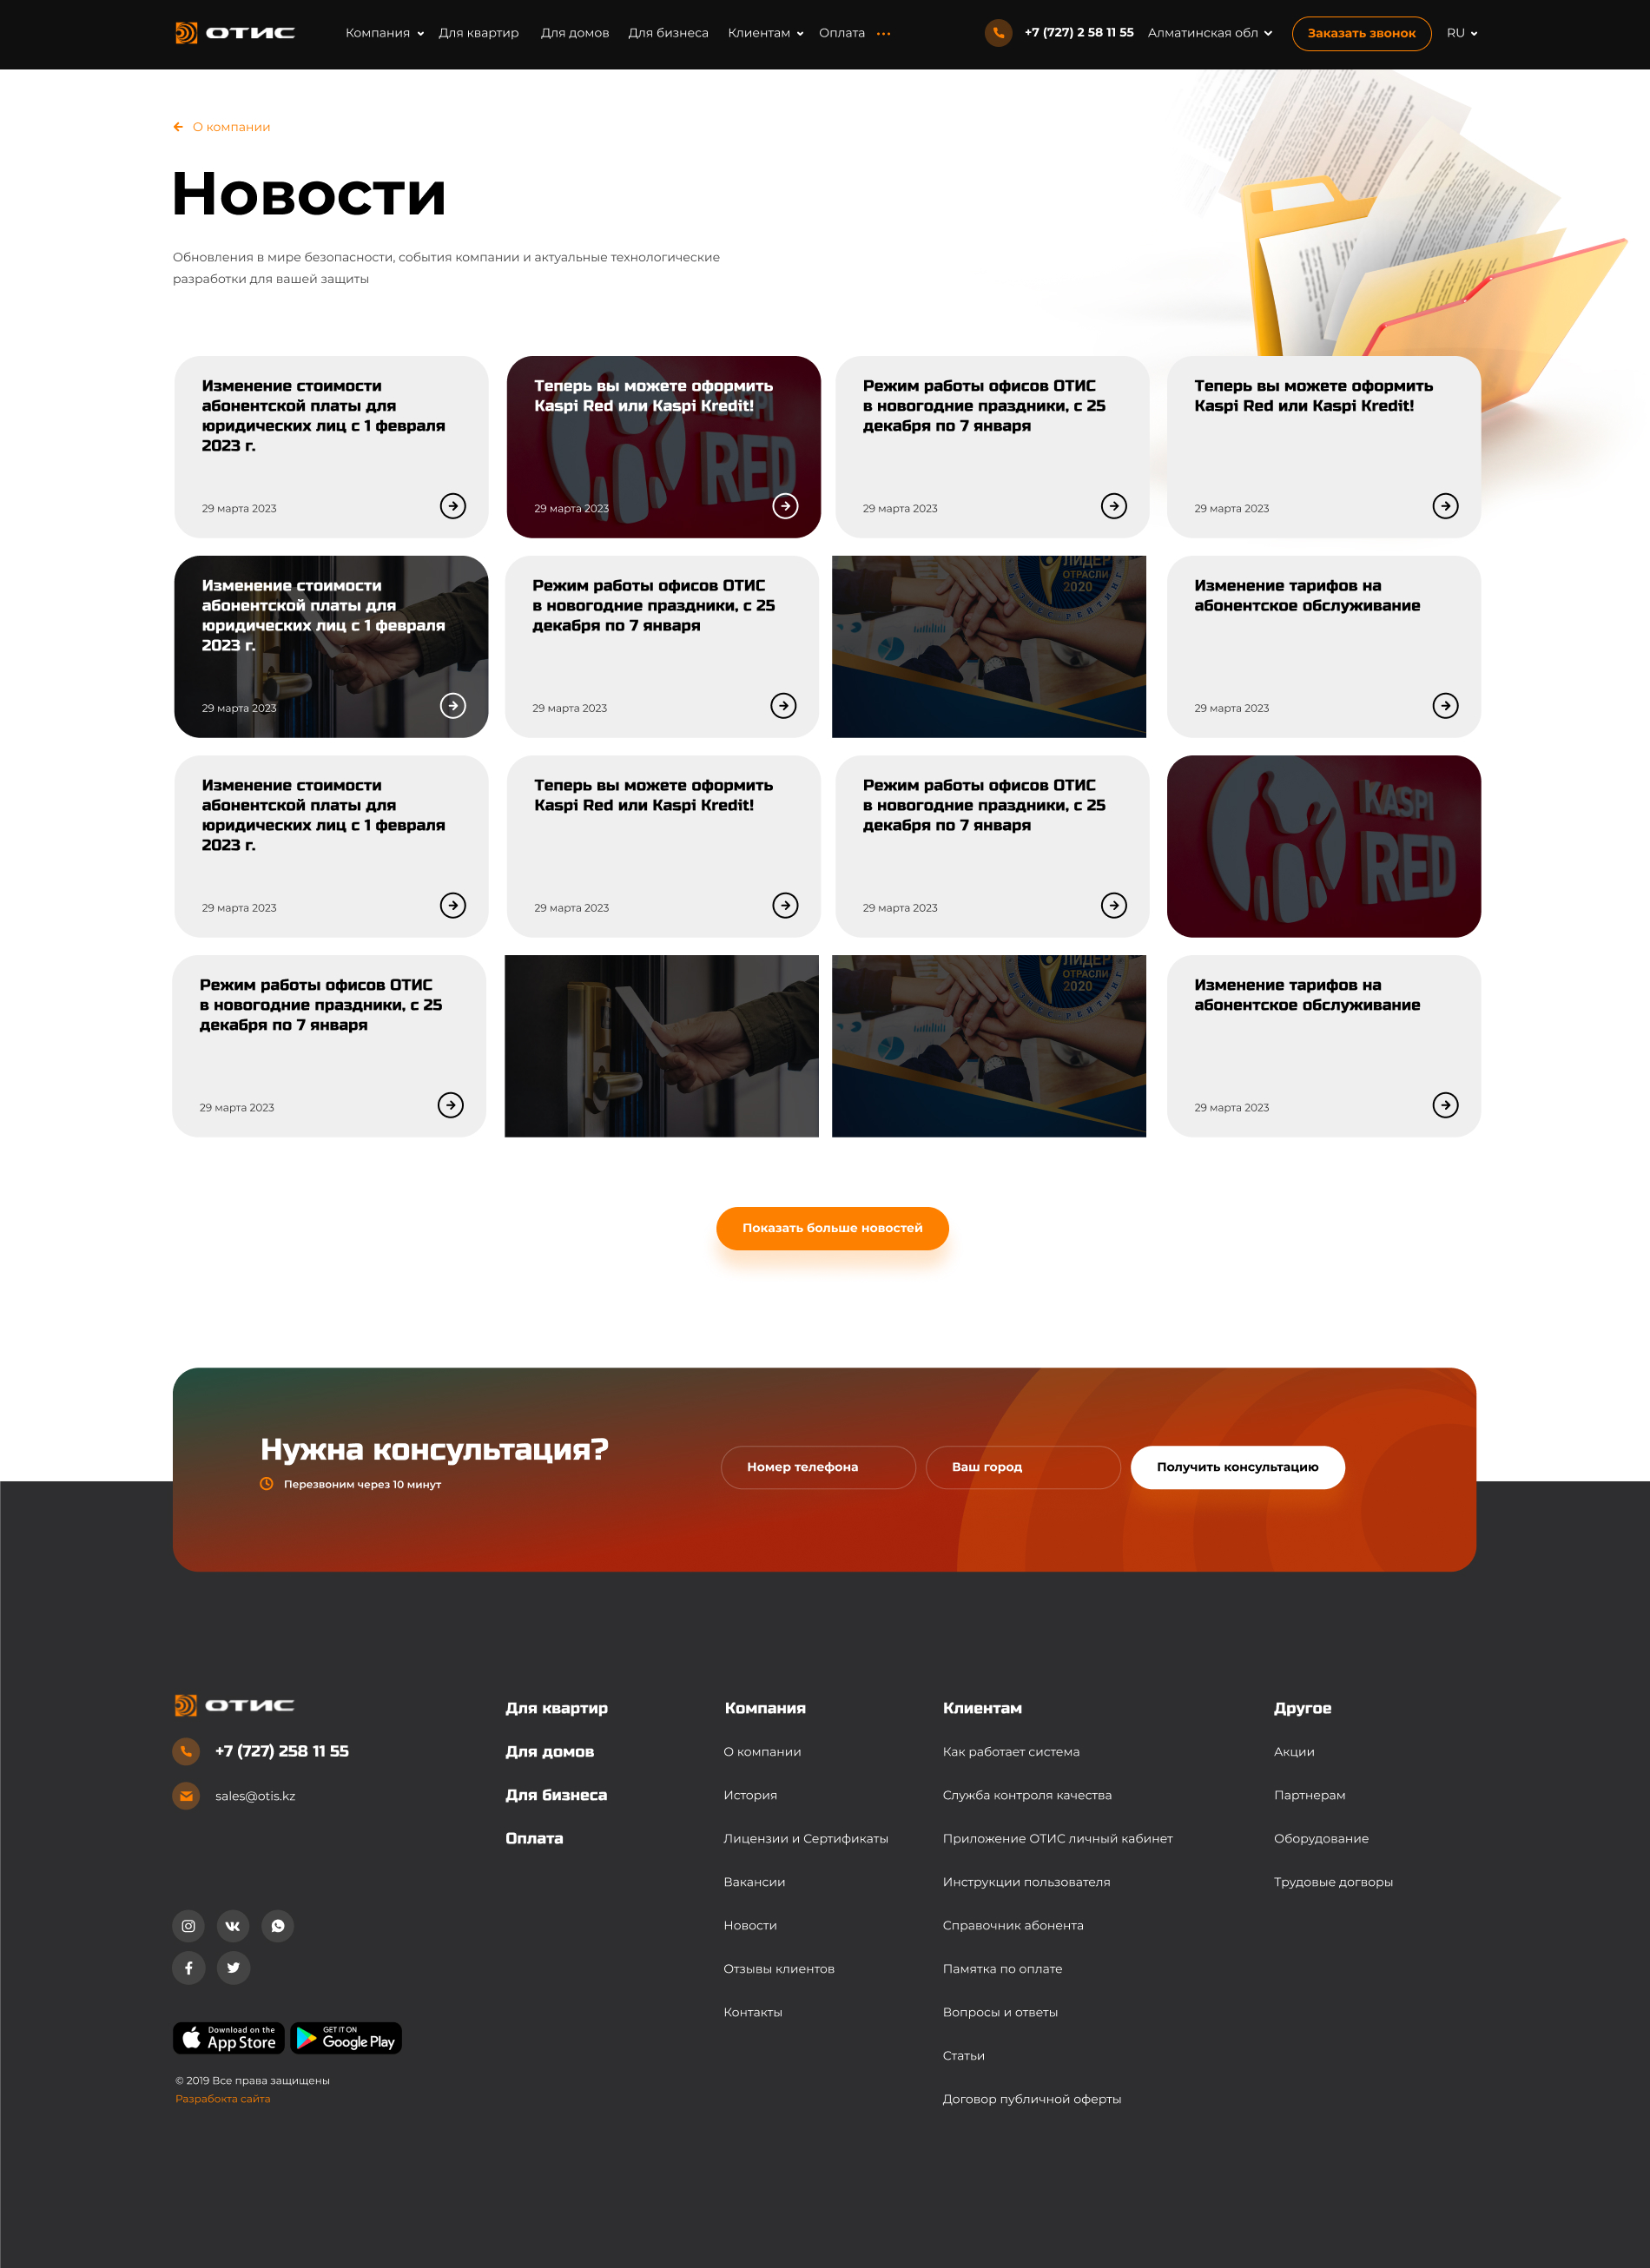 ОТИС
Компания
Для квартир
Для домов
Для бизнеса
Клиентам
Оплата
+7 (727) 2 58 11 55
Алматинская обл
Заказать звонок
RU
О компании
Новости
Обновления в мире безопасности, события компании и актуальные технологические
разработки для вашей защиты
Изменение стоимости
абонентской платы для
юридических лиц с 1 февраля
2023 г.
29 марта 2023
Теперь вы можете оформить
Kaspi Red или Kaspi Kredit!
RED
29 марта 2023
Режим работы офисов ОТИС
в новогодние праздники, с 25
декабря по 7 января
29 марта 2023
Теперь вы можете оформить
Kaspi Red или Kaspi Kredit!
29 марта 2023
Изменение стоимости
абонентской платы для
юридических лиц с 1 февраля
2023 г.
29 марта 2023
Режим работы офисов ОТИС
в новогодние праздники, с 25
декабря по 7 января
29 марта 2023
ЛИДЕР
ОТРАСЛИ
2020
БИЗНЕС РЕЙТИНГ
Изменение тарифов на
абонентское обслуживание
29 марта 2023
Изменение стоимости
абонентской платы для
юридических лиц с 1 февраля
2023 г.
29 марта 2023
Теперь вы можете оформить
Kaspi Red или Kaspi Kredit!
29 марта 2023
Режим работы офисов ОТИС
в новогодние праздники, с 25
декабря по 7 января
29 марта 2023
KASPI
RED
Режим работы офисов ОТИС
в новогодние праздники, с 25
декабря по 7 января
29 марта 2023
ЛИДЕР
ОТРАСЛИ
2020
БИЗНЕС РЕЙТИНГ
Изменение тарифов на
абонентское обслуживание
29 марта 2023
Показать больше новостей
Нужна консультация?
Перезвоним через 10 минут
Номер телефона
Ваш город
Получить консультацию
ОТИС
+7 (727) 258 11 55
sales@otis.kz
Download on the
App Store
GET IT ON
Google Play
© 2019 Все права защищены
Разрабокта сайта
Для квартир
Для домов
Для бизнеса
Оплата
Компания
О компании
История
Лицензии и Сертификаты
Вакансии
Новости
Отзывы клиентов
Контакты
Клиентам
Как работает система
Служба контроля качества
Приложение ОТИС личный кабинет
Инструкции пользователя
Справочник абонента
Памятка по оплате
Вопросы и ответы
Статьи
Договор публичной оферты
Другое
Акции
Партнерам
Оборудование
Трудовые догворы